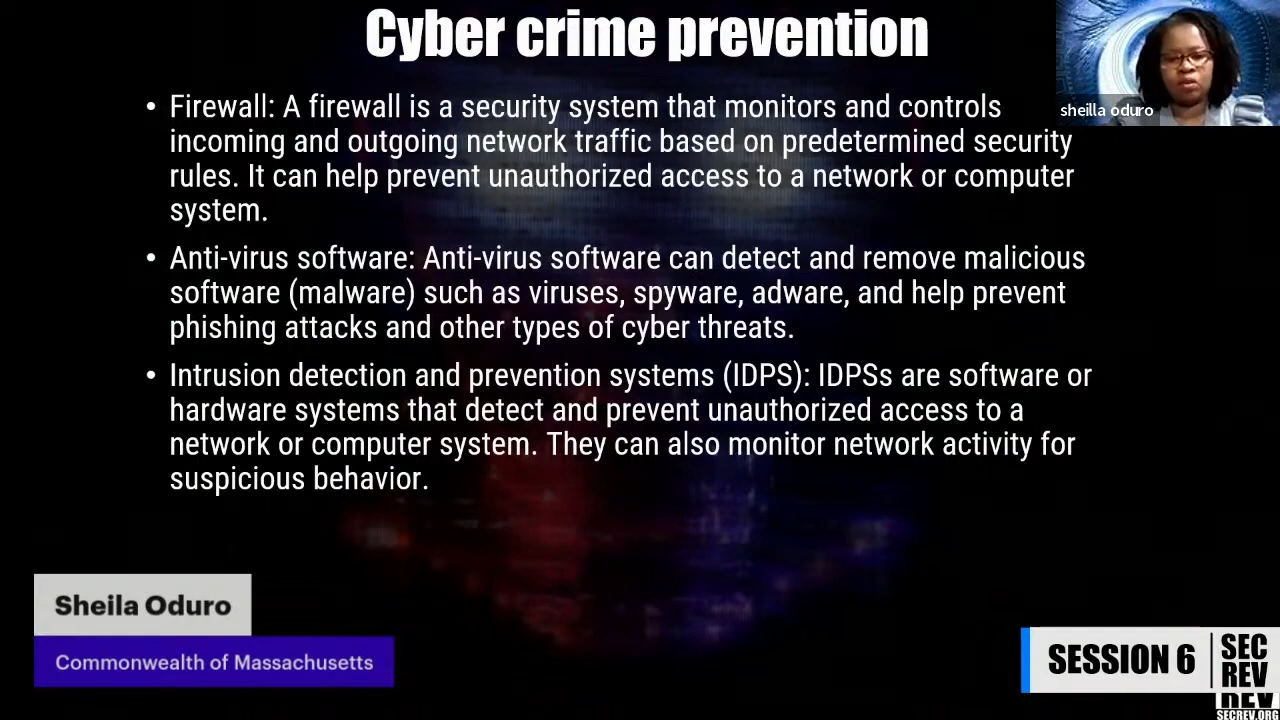 Cyber crime prevention
sheilla oduro
• Firewall: A firewall is a security system that monitors and controls
incoming and outgoing network traffic based on predetermined security
rules. It can help prevent unauthorized access to a network or computer
system.
• Anti-virus software: Anti-virus software can detect and remove malicious
software (malware) such as viruses, spyware, adware, and help prevent
phishing attacks and other types of cyber threats.
• Intrusion detection and prevention systems (IDPS): IDPSs are software or
hardware systems that detect and prevent unauthorized access to a
network or computer system. They can also monitor network activity for
suspicious behavior.
Sheila Oduro
Commonwealth of Massachusetts
SESSION 6
SEC
REV
REV
SECREV.ORG